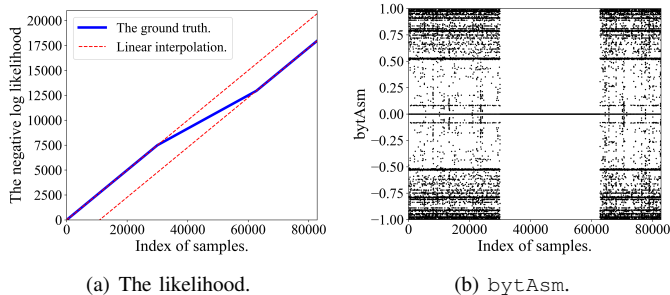 The negative log likelihood
20000
17500
15000
12500
10000
7500
5000
2500
0
The ground truth.
Linear interpolation.
0 20000 40000 60000 80000
Index of samples.
(a) The likelihood.
bytAsm
1.00
0.75
0.50
0.25
0.00
−0.25
−0.50
−0.75
−1.00
0 20000 40000 60000 80000
Index of samples.
(b) bytAsm.